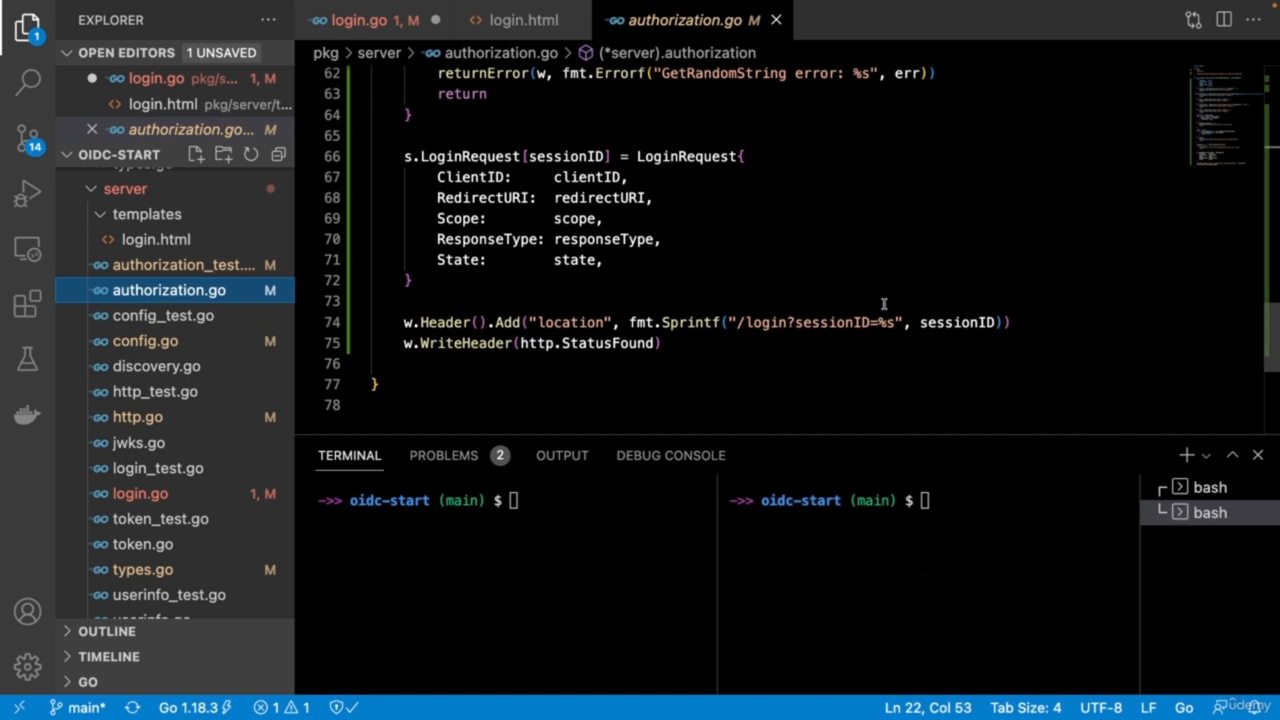 EXPLORER
login.go 1, M
login.html
authorization.go M
OPEN EDITORS 1 UNSAVED
pkg > server > authorization.go > (*server).authorization
login.go pkg/s... 1, M
login.html pkg/server/t...
authorization.go... M
OIDC-START
server
templates
login.html
authorization_test.... M
authorization.go M
config_test.go
config.go M
discovery.go
http_test.go
http.go M
jwks.go
login_test.go
login.go 1, M
token_test.go
token.go
types.go M
userinfo_test.go
OUTLINE
TIMELINE
GO
1
14
62 returnError(w, fmt.Errorf("GetRandomString error: %s", err))
63 return
64 }
65
66 s.LoginRequest[sessionID] = LoginRequest{
67 ClientID: clientID,
68 RedirectURI: redirectURI,
69 Scope: scope,
70 ResponseType: responseType,
71 State: state,
72 }
73
74 w.Header().Add("location", fmt.Sprintf("/login?sessionID=%s", sessionID))
75 w.WriteHeader(http.StatusFound)
76
77 }
78
TERMINAL PROBLEMS 2 OUTPUT DEBUG CONSOLE
->> oidc-start (main) $
->> oidc-start (main) $
bash
bash
main* Go 1.18.3 1 1 Ln 22, Col 53 Tab Size: 4 UTF-8 LF Go
Udemy